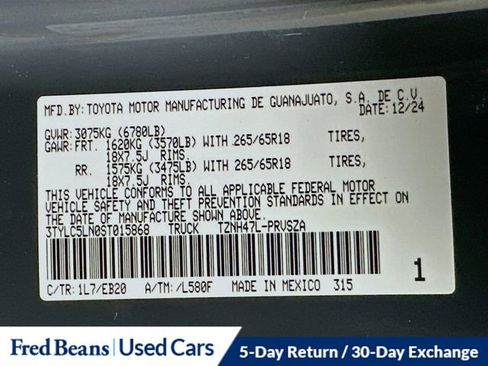 MFD.BY: TOYOTA MOTOR MANUFACTURING DE GUANAJUATO, S.A. DE C.V.
DATE: 12/24
GVWR: 3075KG (6780LB)
GAWR: FRT. 1620KG (3570LB) WITH 265/65R18 TIRES,
18X7.5J RIMS.
RR. 1575KG (3475LB) WITH 265/65R18 TIRES,
18X7.5J RIMS.
THIS VEHICLE CONFORMS TO ALL APPLICABLE FEDERAL MOTOR
VEHICLE SAFETY AND THEFT PREVENTION STANDARDS IN EFFECT ON THE
DATE OF MANUFACTURE SHOWN ABOVE.
3TYLC5LN0ST015868 TRUCK TZNH47L-PRVSZA
C/TR: 1L7/EB20 A/TM: /L580F MADE IN MEXICO 315
1
Fred Beans | Used Cars 5-Day Return / 30-Day Exchange